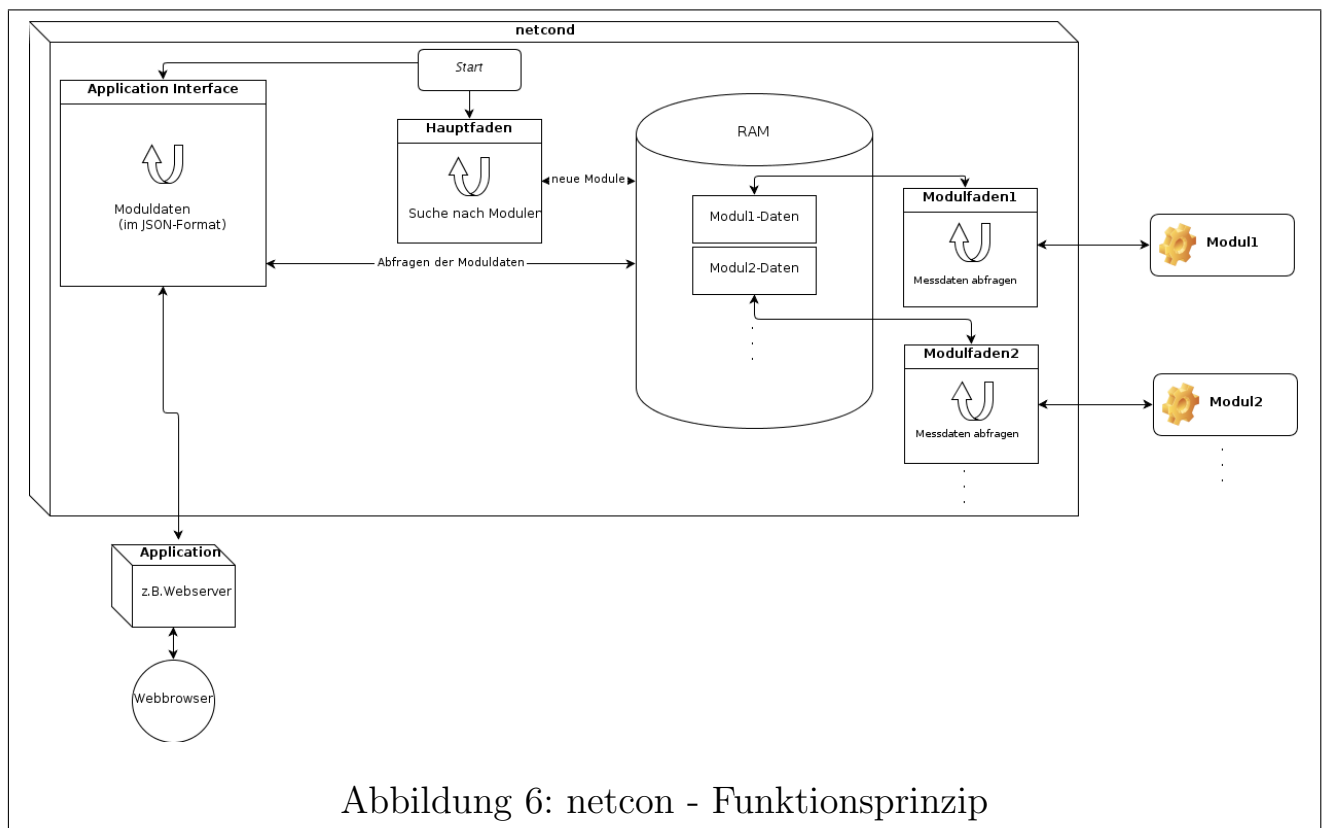 netcond
Start
Application Interface
Moduldaten
(im JSON-Format)
Hauptfaden
Suche nach Modulen
neue Module
Abfragen der Moduldaten
RAM
Modul1-Daten
Modul2-Daten
.
.
.
Modulfaden1
Messdaten abfragen
Modul1
Modulfaden2
Messdaten abfragen
.
.
.
Modul2
.
.
.
Application
z.B.Webserver
Webbrowser
Abbildung 6: netcon - Funktionsprinzip